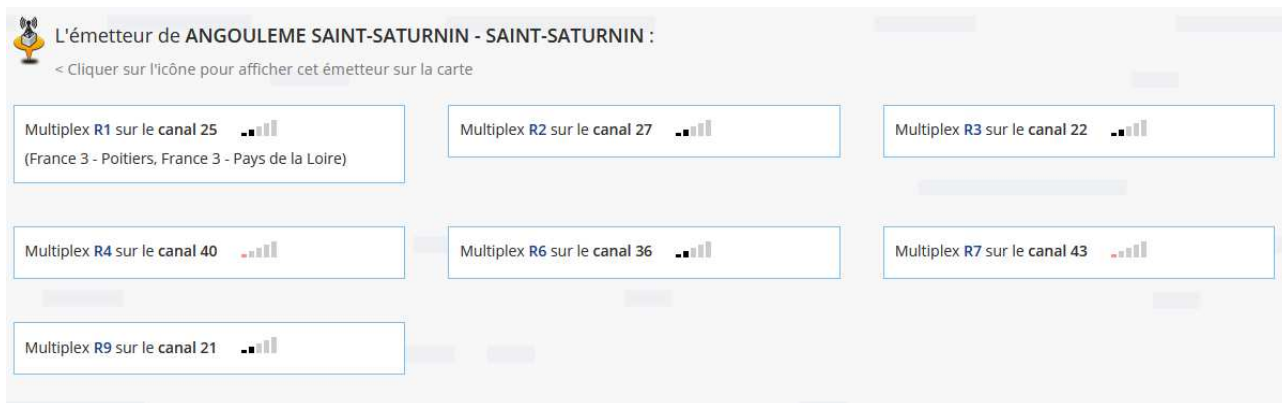 L'émetteur de ANGOULEME SAINT-SATURNIN - SAINT-SATURNIN :
< Cliquer sur l'icône pour afficher cet émetteur sur la carte
Multiplex R1 sur le canal 25
(France 3 - Poitiers, France 3 - Pays de la Loire)
Multiplex R2 sur le canal 27
Multiplex R3 sur le canal 22
Multiplex R4 sur le canal 40
Multiplex R6 sur le canal 36
Multiplex R7 sur le canal 43
Multiplex R9 sur le canal 21